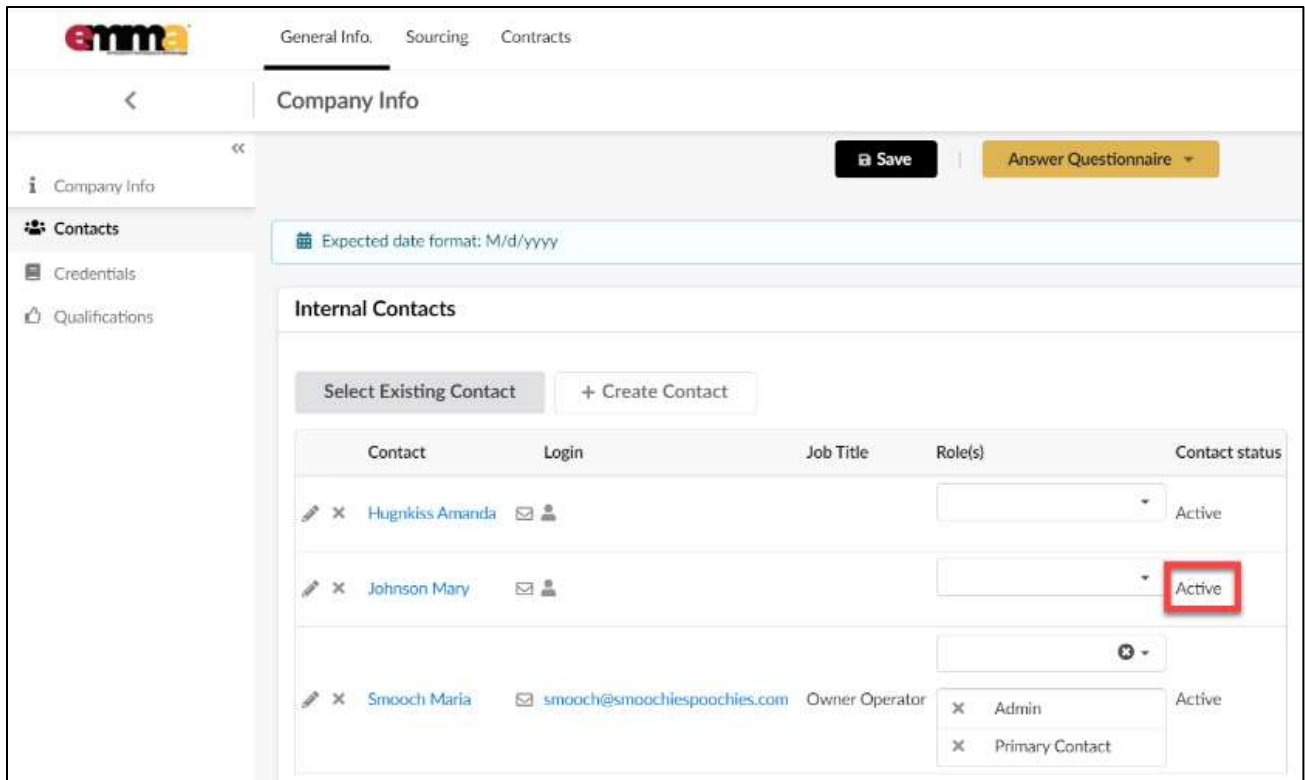 emma
General Info. Sourcing Contracts
Company Info
Save Answer Questionnaire
Company Info
Contacts
Credentials
Qualifications
Expected date format: M/d/yyyy
Internal Contacts
Select Existing Contact + Create Contact
Contact Login Job Title Role(s) Contact status
Hugnkiss Amanda Active
Johnson Mary Active
Smooch Maria smooch@smoochiespoochies.com Owner Operator Active
Admin
Primary Contact